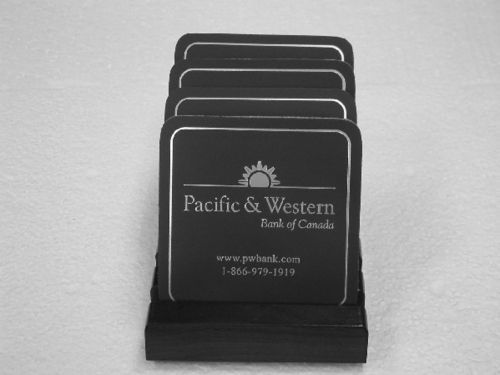 Pacific & Western
Bank of Canada
www.pwbank.com
1-866-979-1919